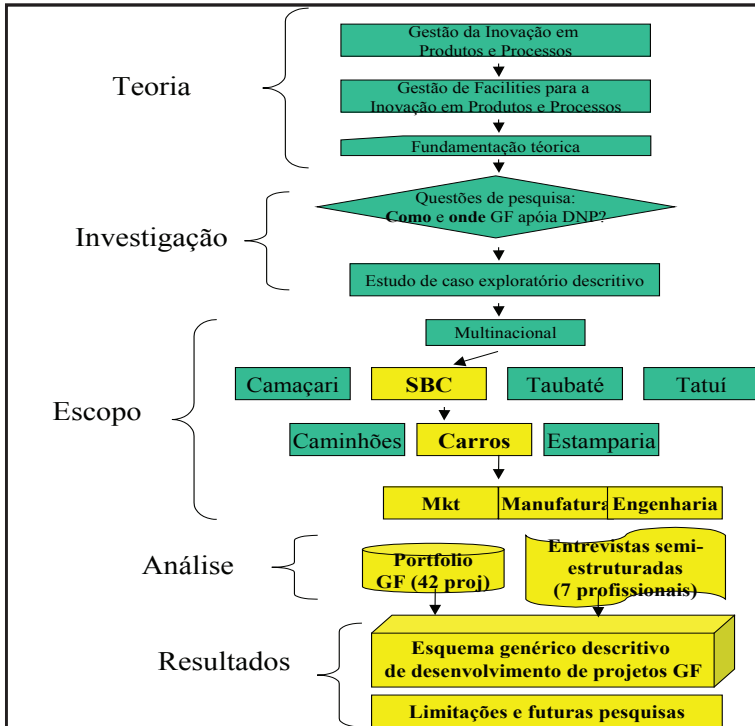 Teoria
Gestão da Inovação em
Produtos e Processos
Gestão de Facilities para a
Inovação em Produtos e Processos
Fundamentação téorica
Investigação
Questões de pesquisa:
Como e onde GF apóia DNP?
Estudo de caso exploratório descritivo
Escopo
Multinacional
Camaçari SBC Taubaté Tatuí
Caminhões Carros Estamparia
Mkt Manufatura Engenharia
Análise
Portfolio
GF (42 proj)
Entrevistas semi-
estruturadas
(7 profissionais)
Resultados
Esquema genérico descritivo
de desenvolvimento de projetos GF
Limitações e futuras pesquisas